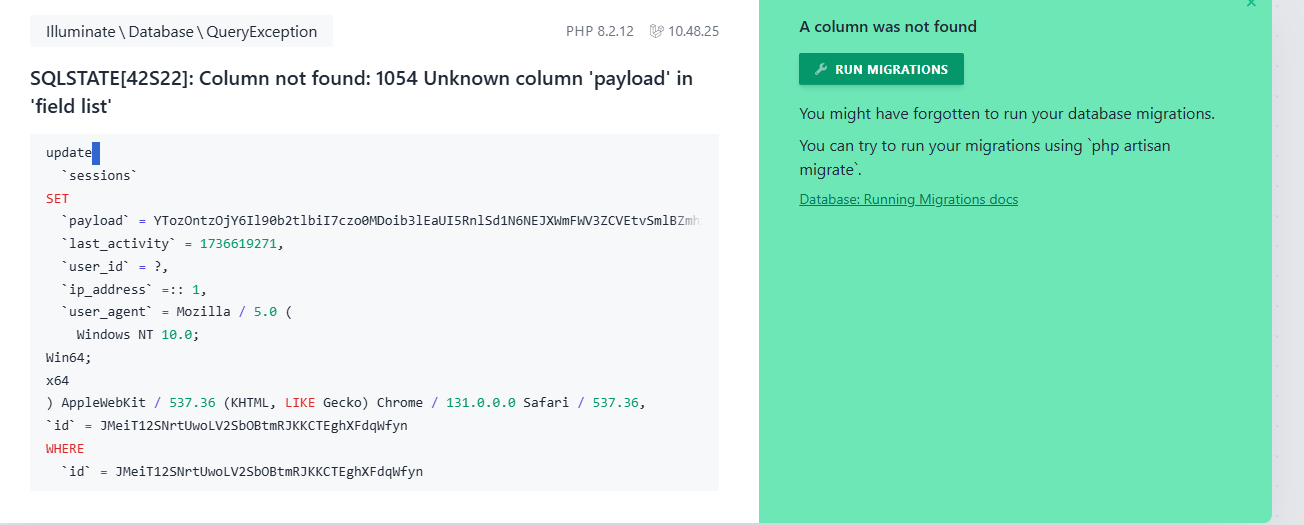 Illuminate \ Database \ QueryException
PHP 8.2.12 10.48.25
SQLSTATE[42S22]: Column not found: 1054 Unknown column 'payload' in
'field list'
update
`sessions`
SET
`payload` = YTozOntzOjY6Il90b2tlbiI7czo0MDoib3lEaUI5RnlSd1N6NEJXWmFWV3ZCVEtvSmlBZmh
`last_activity` = 1736619271,
`user_id` = ?,
`ip_address` =:: 1,
`user_agent` = Mozilla / 5.0 (
Windows NT 10.0;
Win64;
x64
) AppleWebKit / 537.36 (KHTML, LIKE Gecko) Chrome / 131.0.0.0 Safari / 537.36,
`id` = JMeiT12SNrtUwoLV2SbOBtmRJKKCTEghXFdqWfyn
WHERE
`id` = JMeiT12SNrtUwoLV2SbOBtmRJKKCTEghXFdqWfyn
A column was not found
RUN MIGRATIONS
You might have forgotten to run your database migrations.
You can try to run your migrations using `php artisan
migrate`.
Database: Running Migrations docs